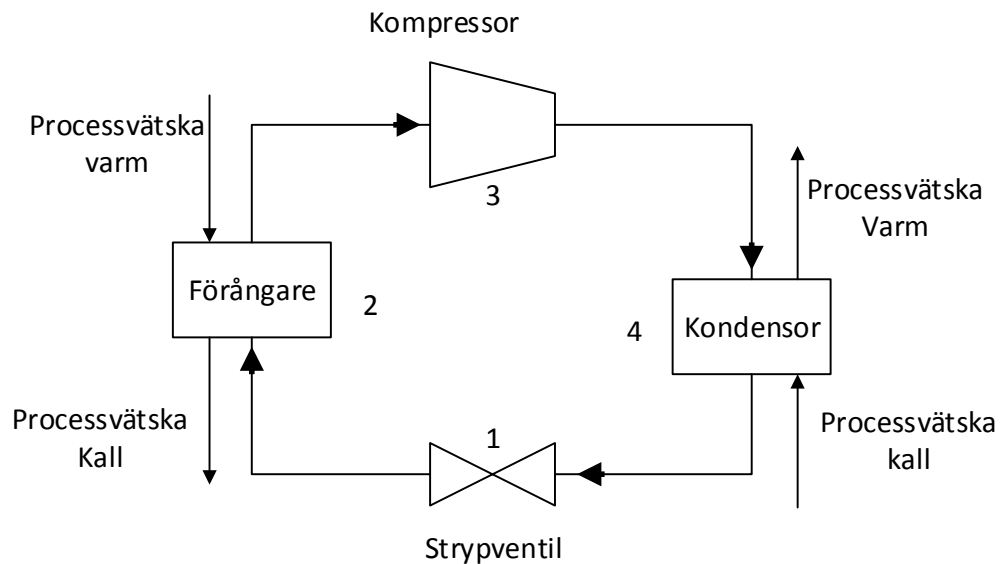 Kompressor
Processvätska
varm
3
Processvätska
Varm
Förångare
2
4
Kondensor
Processvätska
Kall
1
Processvätska
kall
Strypventil